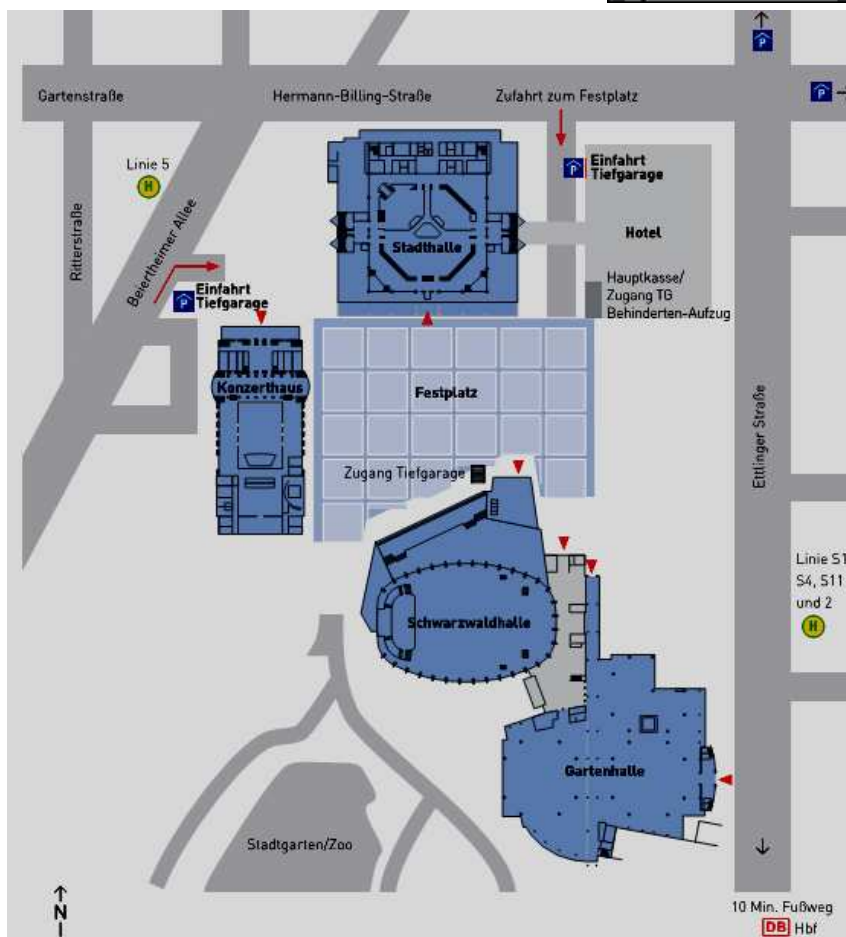 P
Gartenstraße
Hermann-Billing-Straße
Zufahrt zum Festplatz
P
Linie 5
H
P
Einfahrt
Tiefgarage
Ritterstraße
Beiertheimer Allee
Stadthalle
Hotel
P
Einfahrt
Tiefgarage
Hauptkasse/
Zugang TG
Behinderten-Aufzug
Konzerthaus
Festplatz
Ettlinger Straße
Zugang Tiefgarage
Linie S1
S4, S11
und 2
H
Schwarzwaldhalle
Gartenhalle
Stadtgarten/Zoo
N
10 Min. Fußweg
DB Hbf